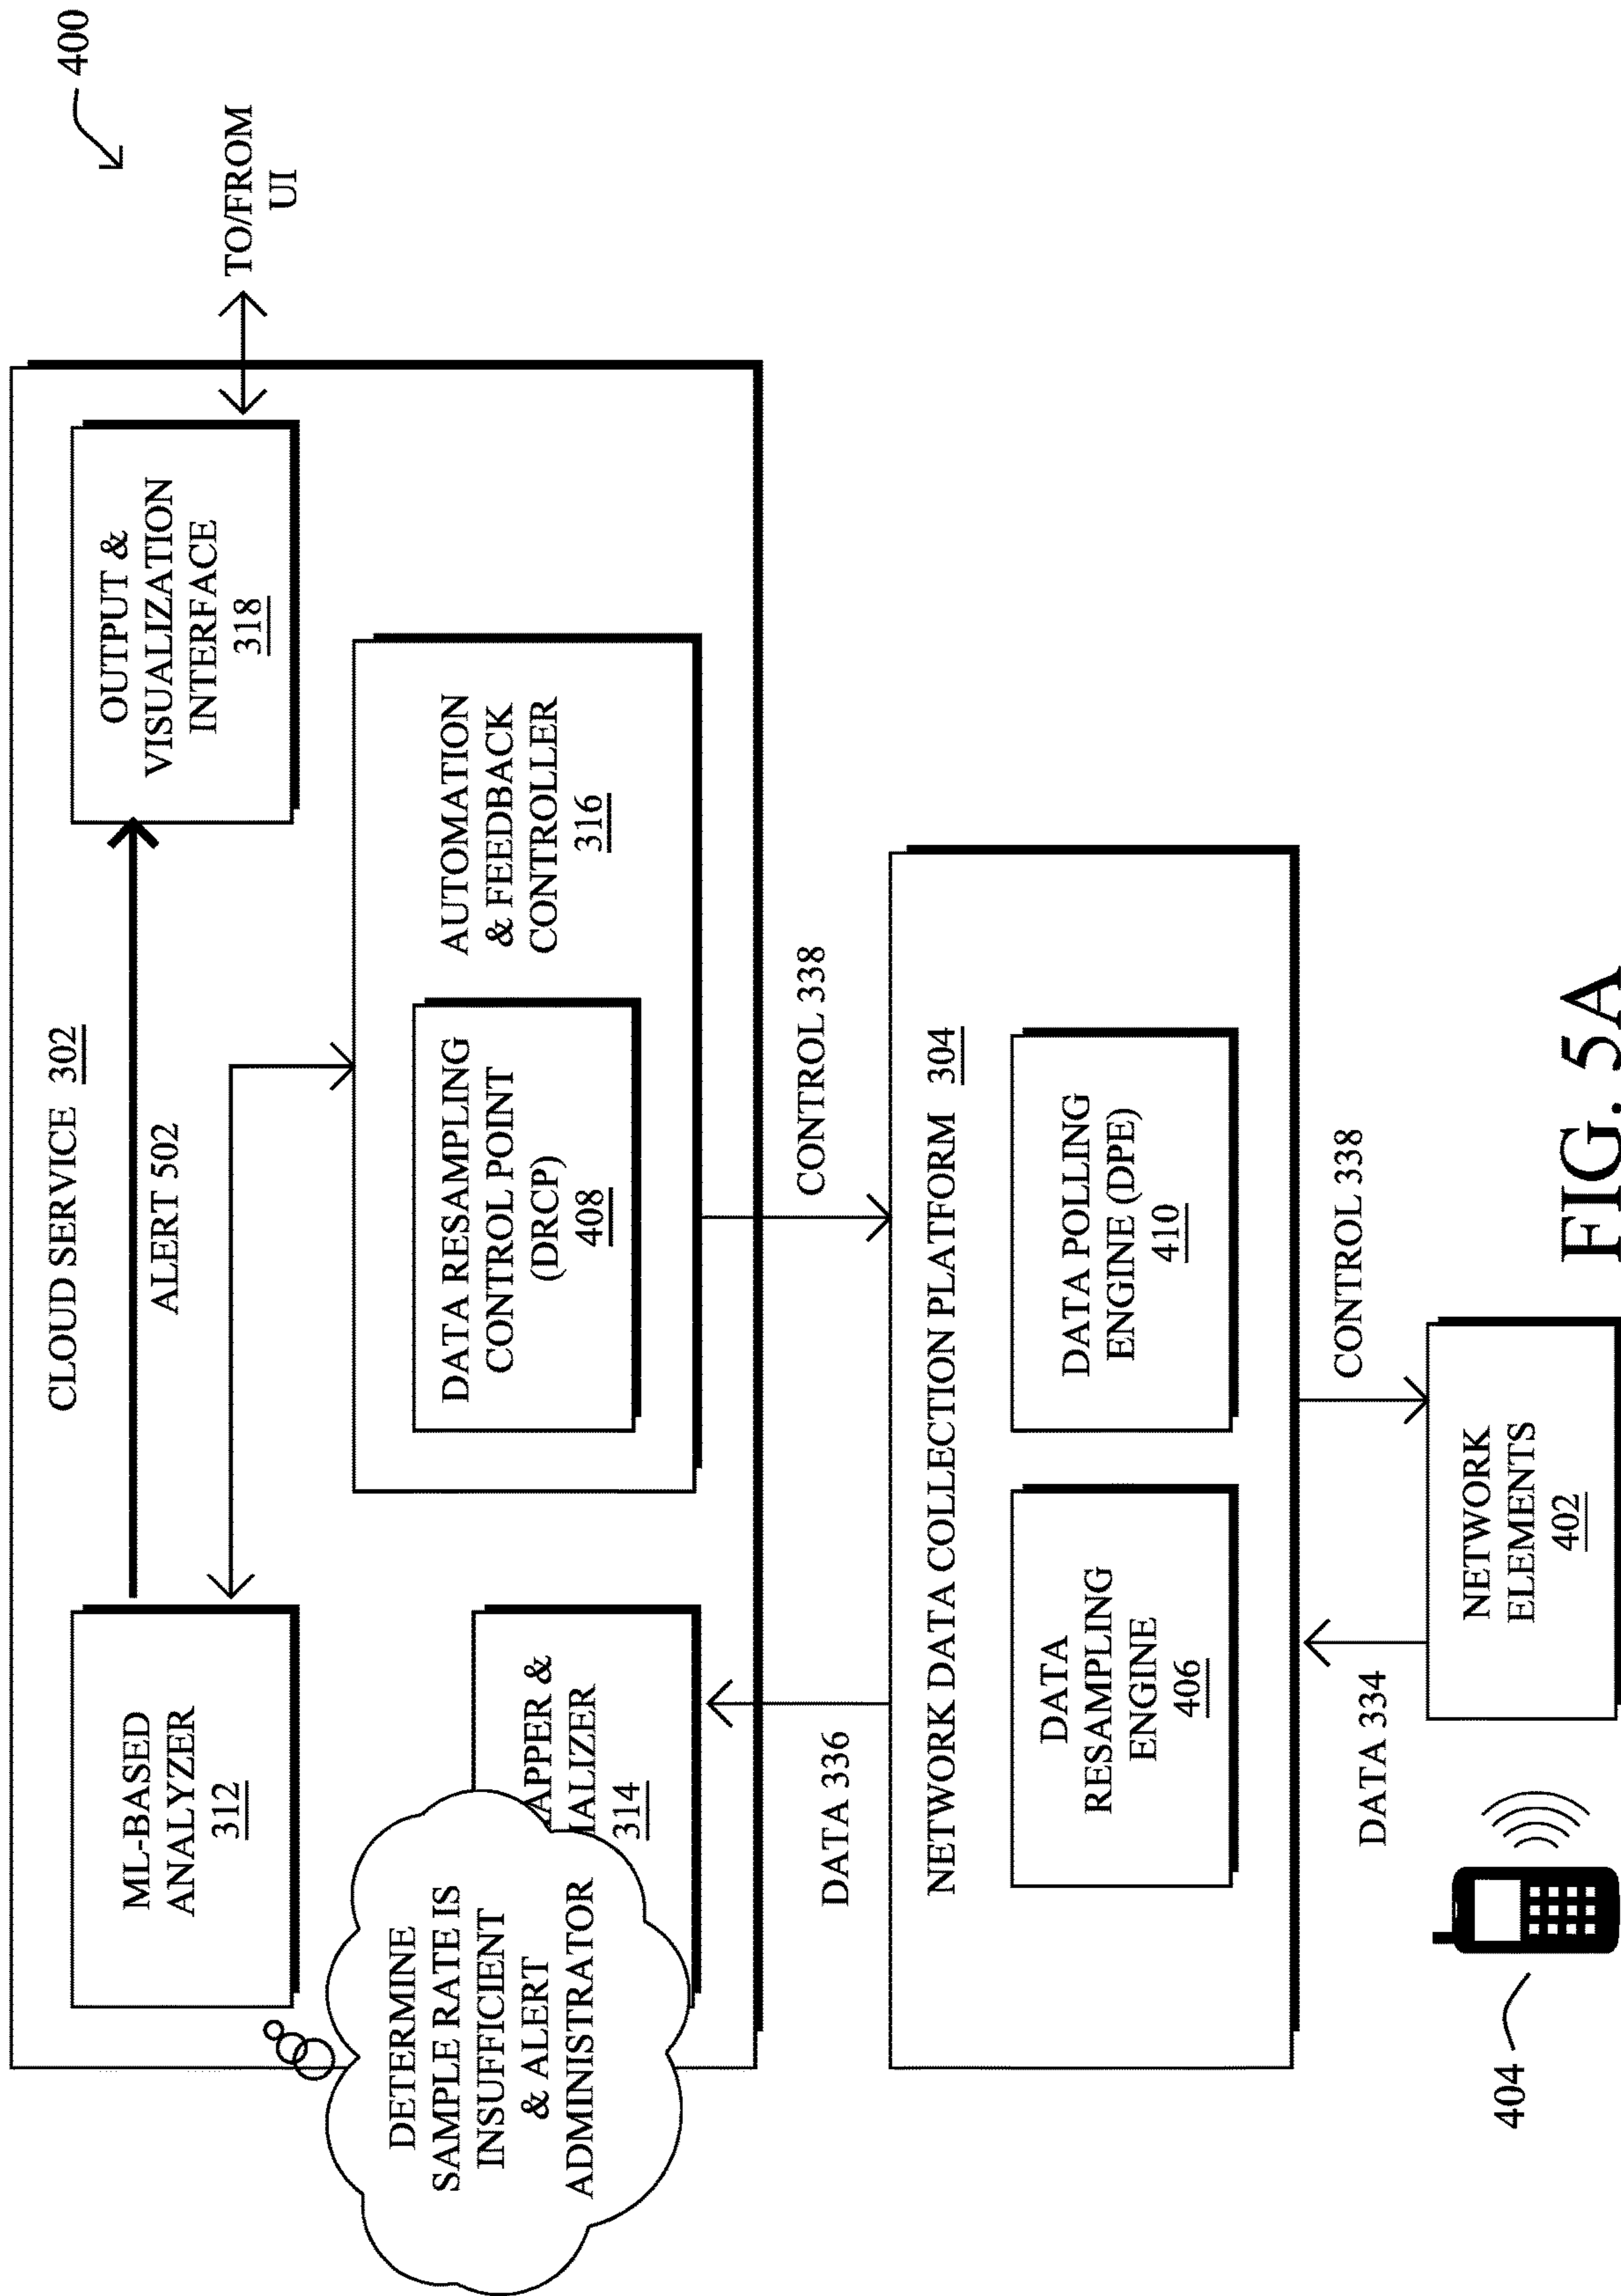 400
CLOUD SERVICE 302
ML-BASED
ANALYZER
312
ALERT 502
OUTPUT &
VISUALIZATION
INTERFACE
318
TO/FROM
UI
DETERMINE
SAMPLE RATE IS
INSUFFICIENT
& ALERT
ADMINISTRATOR
APPER &
IALIZER
314
DATA RESAMPLING
CONTROL POINT
(DRCP)
408
AUTOMATION
& FEEDBACK
CONTROLLER
316
DATA 336
CONTROL 338
NETWORK DATA COLLECTION PLATFORM 304
DATA
RESAMPLING
ENGINE
406
DATA POLLING
ENGINE (DPE)
410
DATA 334
CONTROL 338
404
NETWORK
ELEMENTS
402
FIG. 5A